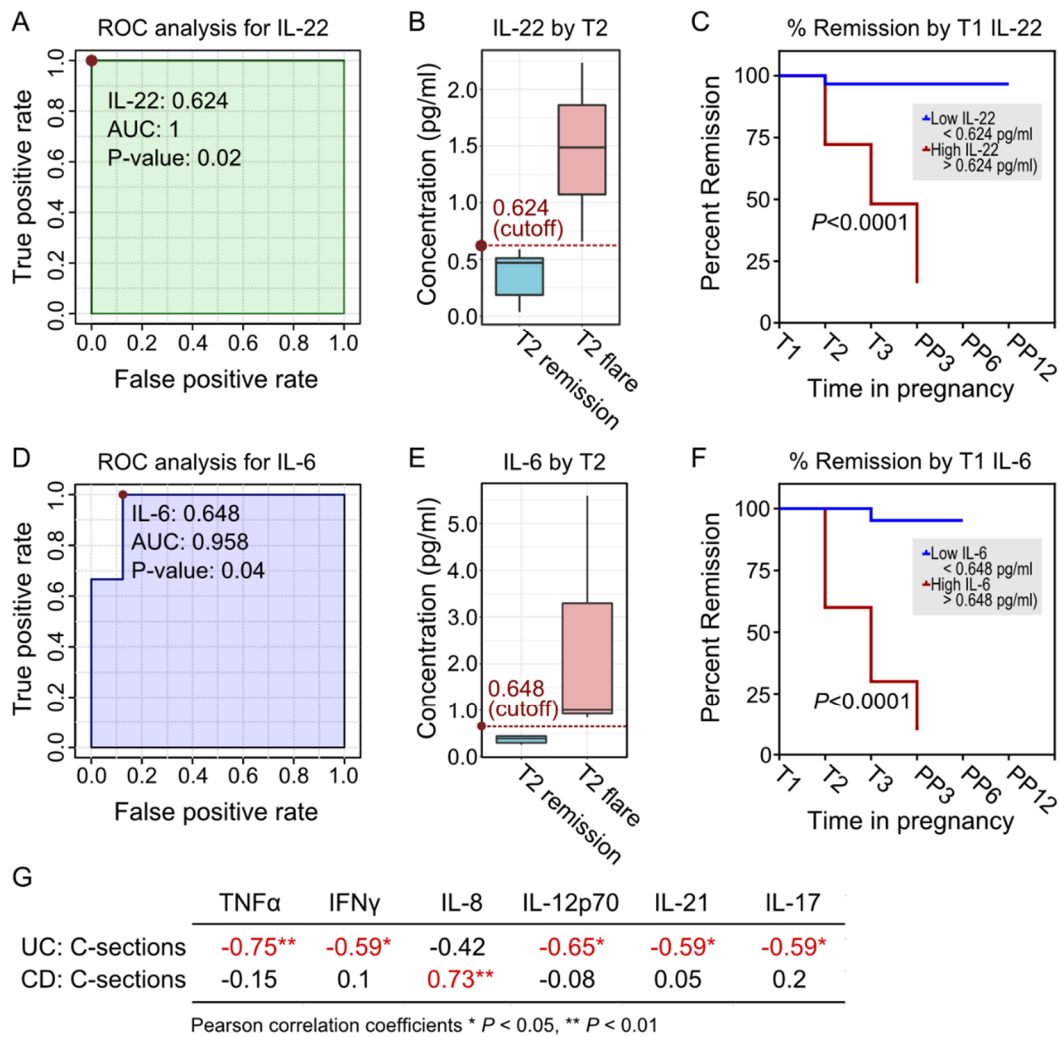 A
ROC analysis for IL-22
True positive rate
1.0
0.8
0.6
0.4
0.2
0.0
IL-22: 0.624
AUC: 1
P-value: 0.02
0.0 0.2 0.4 0.6 0.8 1.0
False positive rate
B
IL-22 by T2
Concentration (pg/ml)
2.0
1.5
1.0
0.5
0.0
0.624
(cutoff)
T2 remission
T2 flare
C
% Remission by T1 IL-22
Percent Remission
100
75
50
25
0
Low IL-22
< 0.624 pg/ml
High IL-22
> 0.624 pg/ml)
P<0.0001
T1 T2 T3 PP3 PP6 PP12
Time in pregnancy
D
ROC analysis for IL-6
True positive rate
1.0
0.8
0.6
0.4
0.2
0.0
IL-6: 0.648
AUC: 0.958
P-value: 0.04
0.0 0.2 0.4 0.6 0.8 1.0
False positive rate
E
IL-6 by T2
Concentration (pg/ml)
5.0
4.0
3.0
2.0
1.0
0.0
0.648
(cutoff)
T2 remission
T2 flare
F
% Remission by T1 IL-6
Percent Remission
100
75
50
25
0
Low IL-6
< 0.648 pg/ml
High IL-6
> 0.648 pg/ml)
P<0.0001
T1 T2 T3 PP3 PP6 PP12
Time in pregnancy
G
TNFα IFNγ IL-8 IL-12p70 IL-21 IL-17
UC: C-sections -0.75** -0.59* -0.42 -0.65* -0.59* -0.59*
CD: C-sections -0.15 0.1 0.73** -0.08 0.05 0.2
Pearson correlation coefficients * P < 0.05, ** P < 0.01